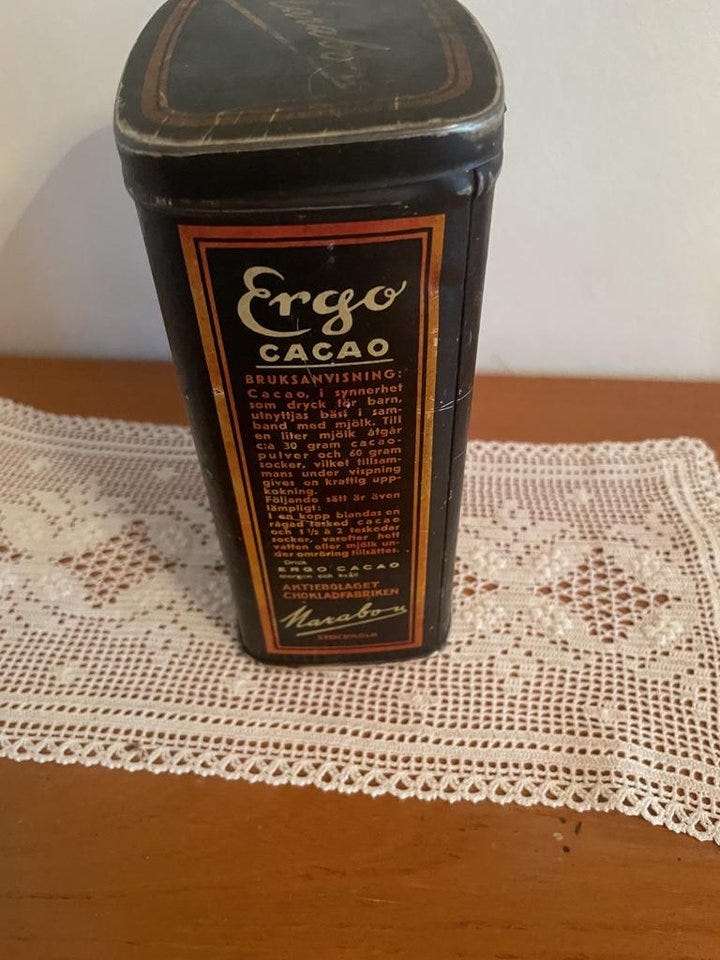 Marabou
Ergo
CACAO
BRUKSANVISNING:
Cacao, i synnerhet
som dryck för barn,
utnyttjas bäst i sam-
band med mjölk. Till
en liter mjölk åtgår
c:a 30 gram cacao-
pulver och 60 gram
socker, vilket tillsam-
mans under vispning
gives en kraftig upp-
kokning.
Följande sätt är även
lämpligt:
I en kopp blandas en
rågad tesked cacao
och 1½ à 2 teskedar
socker, varefter hett
vatten eller mjölk un-
der omröring tillsättes.
Drick
ERGO CACAO
morgon och kväll
AKTIEBOLAGET
CHOKLADFABRIKEN
Marabou
STOCKHOLM